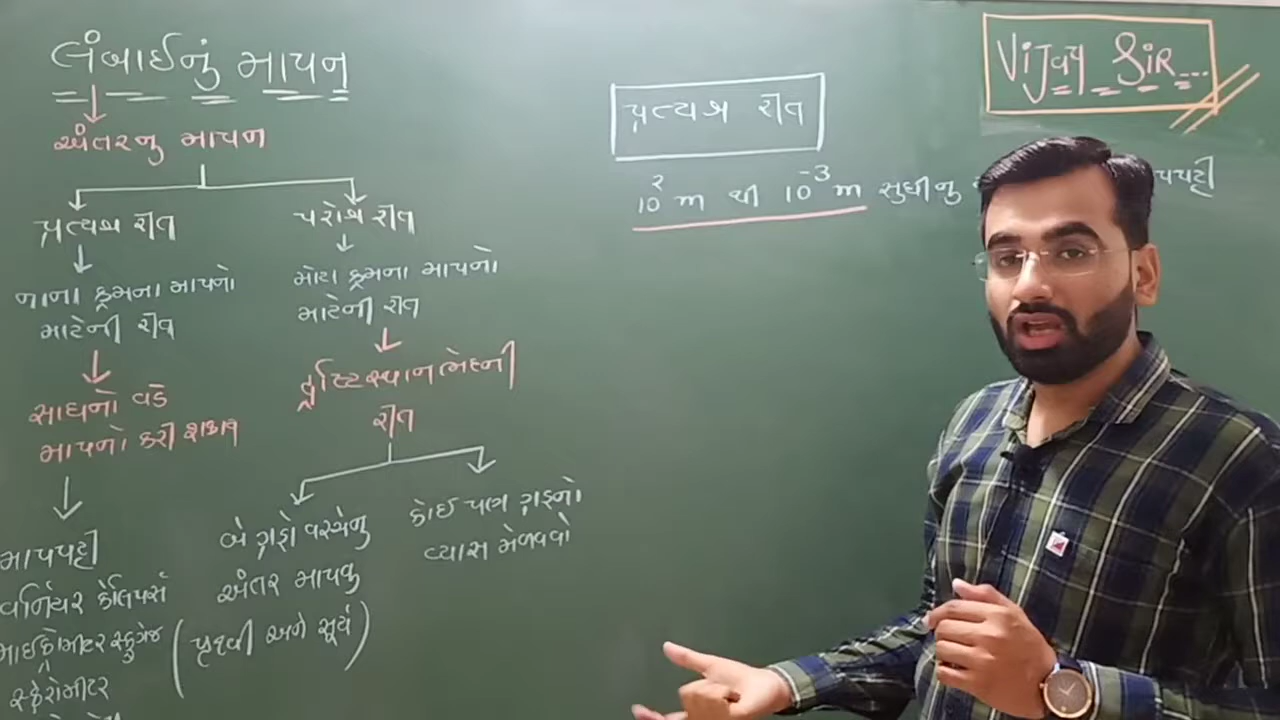 લંબાઈનું માપન
અંતરનુ માપન
પ્રત્યક્ષ રીત
નાના ક્રમના માપનો
માટેની રીત
સાધનો વડે
માપનો કરી શકાય
માપપટ્ટી
વર્નિયર કેલિપર્સ
માઈક્રોમીટર સ્ક્રુગેજ
સ્ફેરોમીટર
પરોક્ષ રીત
મોટા ક્રમના માપનો
માટેની રીત
દ્રષ્ટિસ્થાનભેદની
રીત
બે ગ્રહો વચ્ચેનુ
અંતર માપવુ
(પૃથ્વી અને સૂર્ય)
કોઈ પણ ગ્રહનો
વ્યાસ મેળવવો
પ્રત્યક્ષ રીત
10² m થી 10⁻³ m સુધીનુ પપટ્ટી
Vijay Sir...